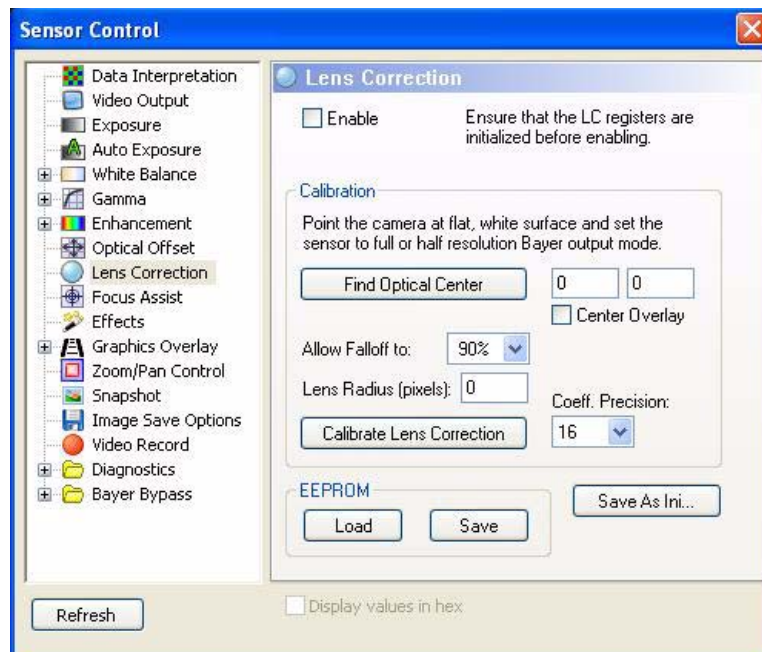 Sensor Control
Data Interpretation
Video Output
Exposure
Auto Exposure
White Balance
Gamma
Enhancement
Optical Offset
Lens Correction
Focus Assist
Effects
Graphics Overlay
Zoom/Pan Control
Snapshot
Image Save Options
Video Record
Diagnostics
Bayer Bypass
Refresh
Lens Correction
Enable
Ensure that the LC registers are
initialized before enabling.
Calibration
Point the camera at flat, white surface and set the
sensor to full or half resolution Bayer output mode.
Find Optical Center 0 0
Center Overlay
Allow Falloff to: 90%
Lens Radius (pixels): 0
Coeff. Precision:
Calibrate Lens Correction 16
EEPROM
Load Save
Save As Ini...
Display values in hex